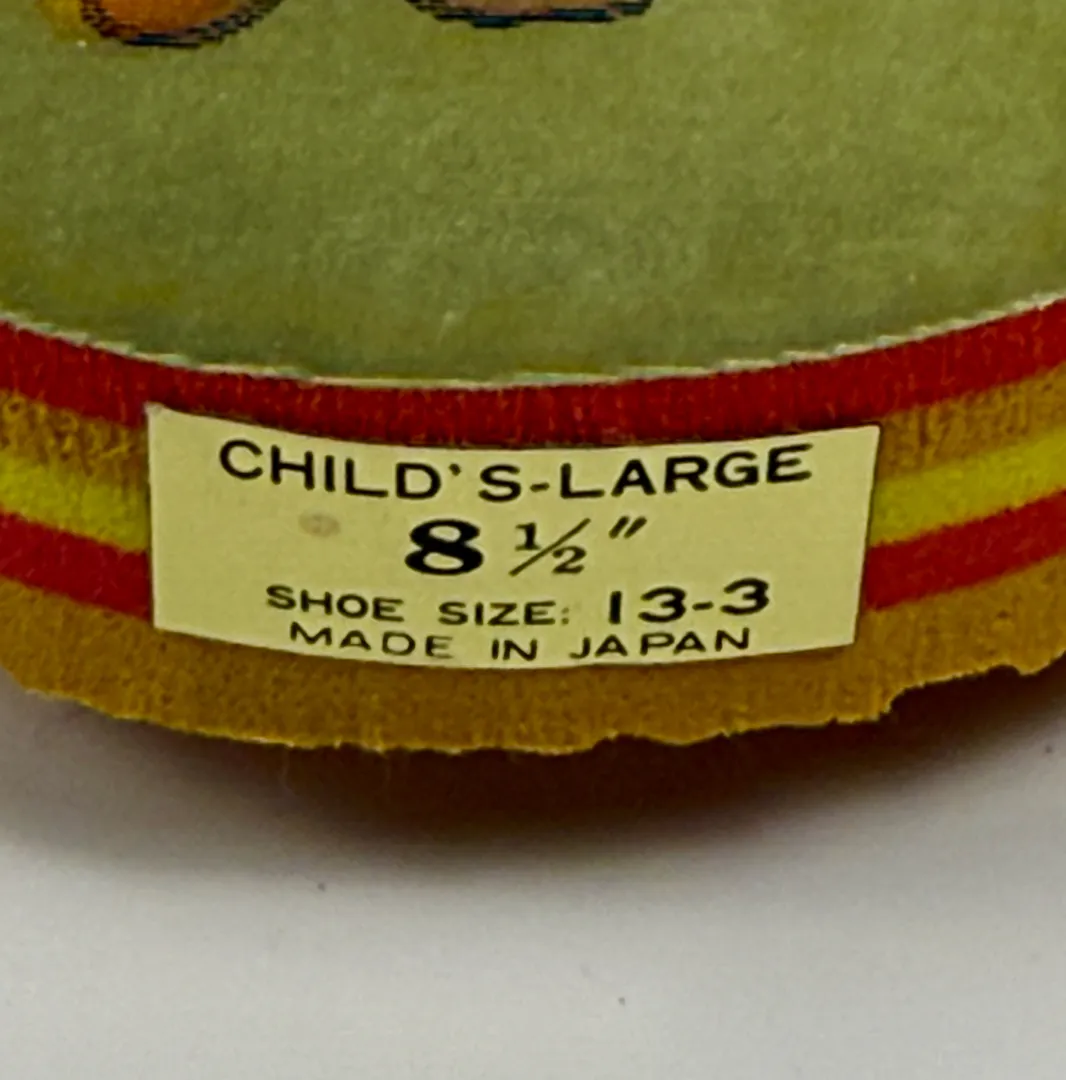 CHILD'S-LARGE
8 ½"
SHOE SIZE: 13-3
MADE IN JAPAN